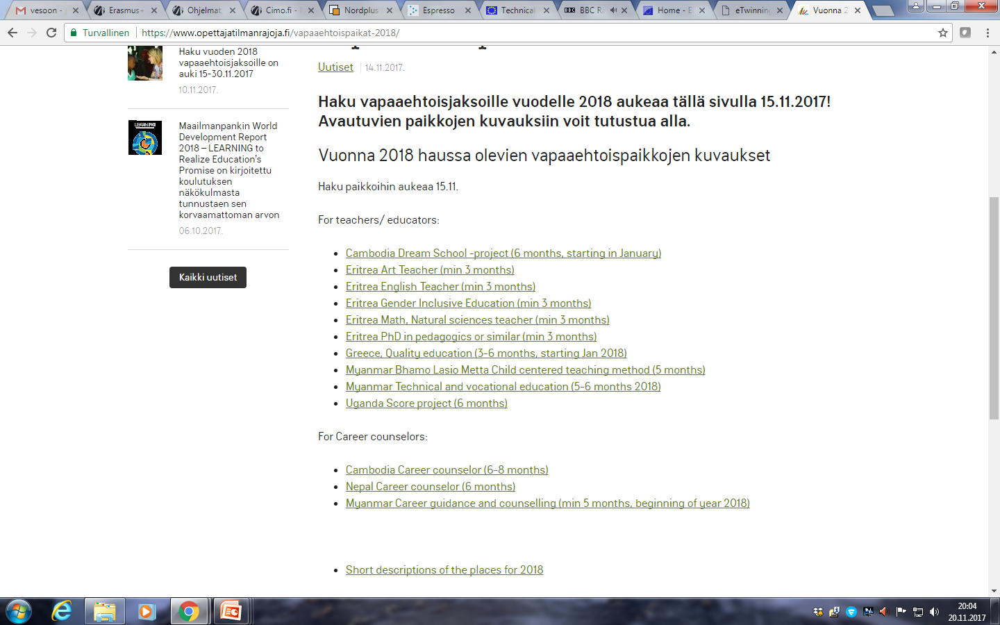 vesoon -
Erasmus+
Ohjelmat,
Cimo.fi -
Nordplus
Espresso
Technical
BBC Ra
Home - E
eTwinning
Vuonna 2
Turvallinen
https://www.opettajatilmanrajoja.fi/vapaaehtoispaikat-2018/
Haku vuoden 2018
vapaaehtoisjaksoille on
auki 15-30.11.2017
10.11.2017.
LEARNING
Maailmanpankin World
Development Report
2018 – LEARNING to
Realize Education's
Promise on kirjoitettu
koulutuksen
näkökulmasta
tunnustaen sen
korvaamattoman arvon
06.10.2017.
Kaikki uutiset
Uutiset
14.11.2017.
Haku vapaaehtoisjaksoille vuodelle 2018 aukeaa tällä sivulla 15.11.2017!
Avautuvien paikkojen kuvauksiin voit tutustua alla.
Vuonna 2018 haussa olevien vapaaehtoispaikkojen kuvaukset
Haku paikkoihin aukeaa 15.11.
For teachers/ educators:
Cambodia Dream School -project (6 months, starting in January)
Eritrea Art Teacher (min 3 months)
Eritrea English Teacher (min 3 months)
Eritrea Gender Inclusive Education (min 3 months)
Eritrea Math, Natural sciences teacher (min 3 months)
Eritrea PhD in pedagogics or similar (min 3 months)
Greece, Quality education (3-6 months, starting Jan 2018)
Myanmar Bhamo Lasio Metta Child centered teaching method (5 months)
Myanmar Technical and vocational education (5-6 months 2018)
Uganda Score project (6 months)
For Career counselors:
Cambodia Career counselor (6-8 months)
Nepal Career counselor (6 months)
Myanmar Career guidance and counselling (min 5 months, beginning of year 2018)
Short descriptions of the places for 2018
20:04
20.11.2017